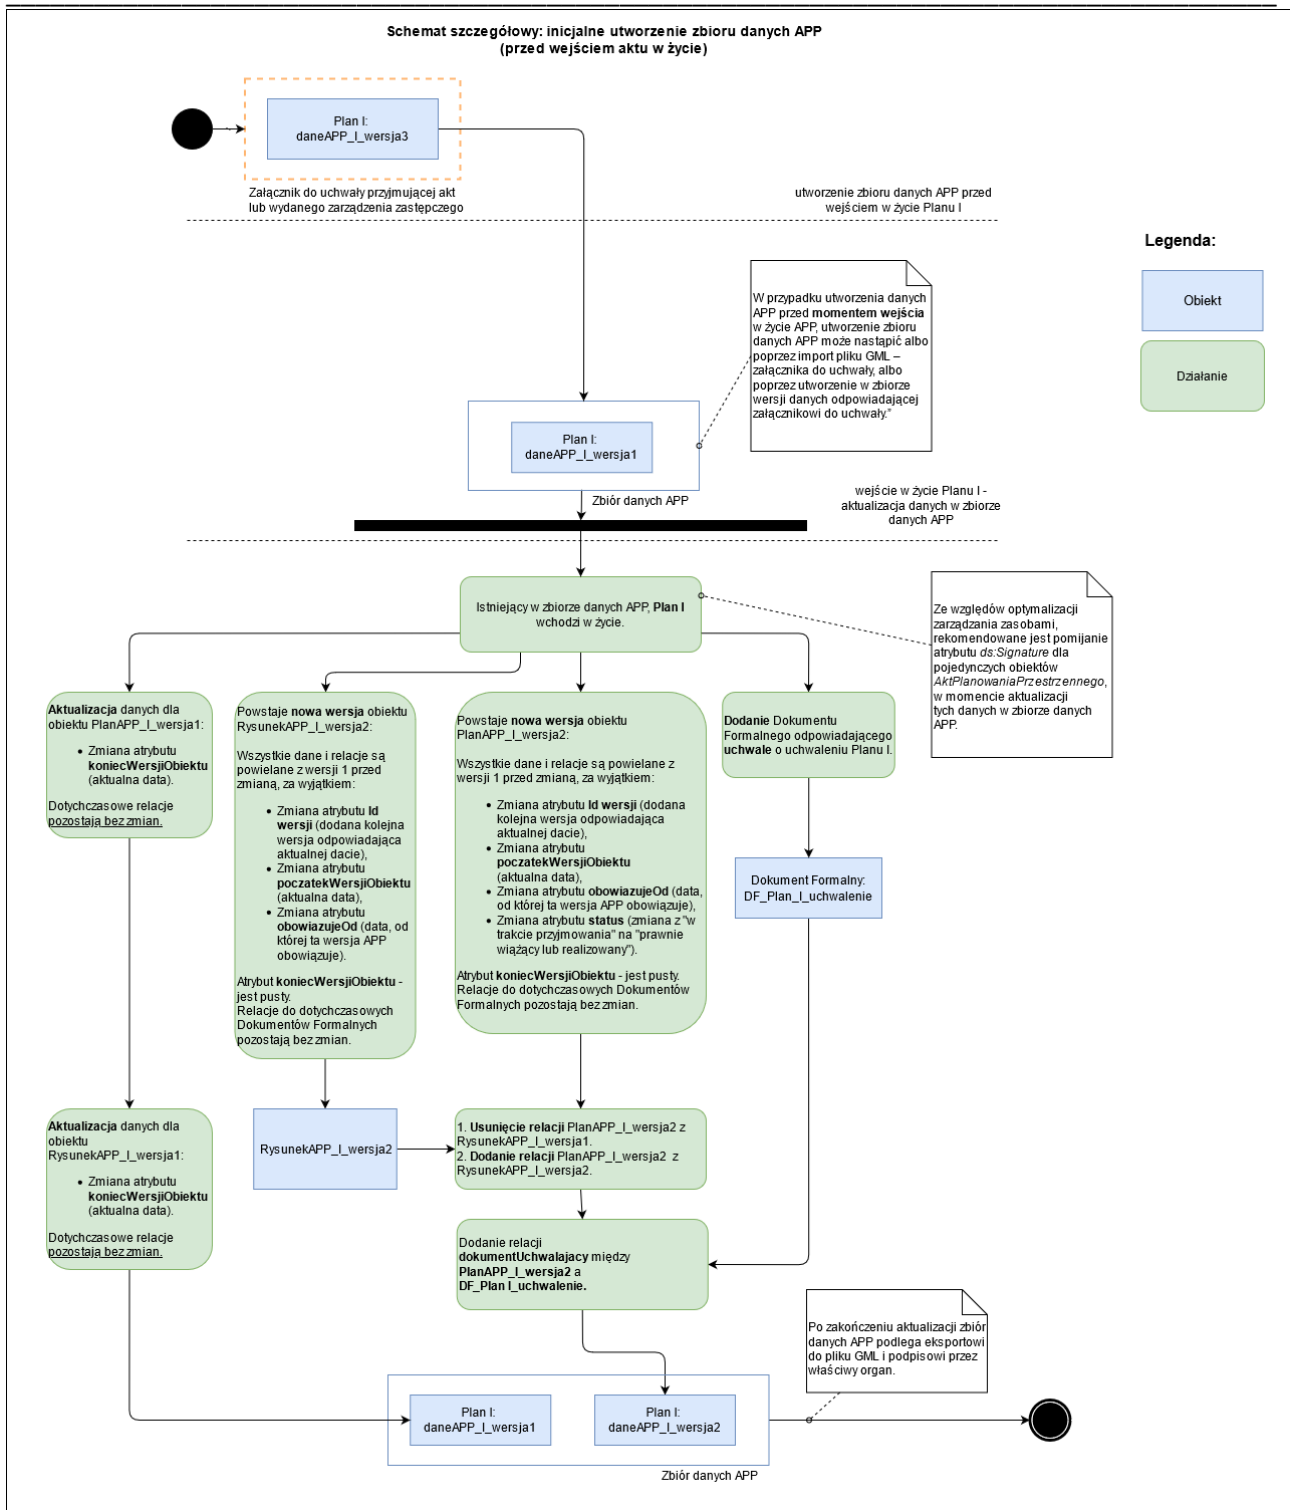 Schemat szczegółowy: inicjalne utworzenie zbioru danych APP
(przed wejściem aktu w życie)
Plan I:
daneAPP_I_wersja3
Załącznik do uchwały przyjmującej akt
lub wydanego zarządzenia zastępczego
utworzenie zbioru danych APP przed
wejściem w życie Planu I
Legenda:
Obiekt
Działanie
W przypadku utworzenia danych
APP przed momentem wejścia
w życie APP, utworzenie zbioru
danych APP może nastąpić albo
poprzez import pliku GML –
załącznika do uchwały, albo
poprzez utworzenie w zbiorze
wersji danych odpowiadającej
załącznikowi do uchwały.”
Plan I:
daneAPP_I_wersja1
Zbiór danych APP
wejście w życie Planu I -
aktualizacja danych w zbiorze
danych APP
Istniejący w zbiorze danych APP, Plan I
wchodzi w życie.
Ze względów optymalizacji
zarządzania zasobami,
rekomendowane jest pomijanie
atrybutu ds:Signature dla
pojedynczych obiektów
AktPlanowaniaPrzestrzennego,
w momencie aktualizacji
tych danych w zbiorze danych
APP.
Aktualizacja danych dla
obiektu PlanAPP_I_wersja1:
• Zmiana atrybutu
koniecWersjiObiektu
(aktualna data).
Dotychczasowe relacje
pozostają bez zmian.
Powstaje nowa wersja obiektu
RysunekAPP_I_wersja2:
Wszystkie dane i relacje są
powielane z wersji 1 przed
zmianą, za wyjątkiem:
• Zmiana atrybutu Id
wersji (dodana kolejna
wersja odpowiadająca
aktualnej dacie),
• Zmiana atrybutu
poczatekWersjiObiektu
(aktualna data),
• Zmiana atrybutu
obowiazujeOd (data, od
której ta wersja APP
obowiązuje).
Atrybut koniecWersjiObiektu -
jest pusty.
Relacje do dotychczasowych
Dokumentów Formalnych
pozostają bez zmian.
Powstaje nowa wersja obiektu
PlanAPP_I_wersja2:
Wszystkie dane i relacje są powielane z
wersji 1 przed zmianą, za wyjątkiem:
• Zmiana atrybutu Id wersji (dodana
kolejna wersja odpowiadająca
aktualnej dacie),
• Zmiana atrybutu
poczatekWersjiObiektu
(aktualna data),
• Zmiana atrybutu obowiazujeOd (data,
od której ta wersja APP obowiązuje),
• Zmiana atrybutu status (zmiana z "w
trakcie przyjmowania" na "prawnie
wiążący lub realizowany").
Atrybut koniecWersjiObiektu - jest pusty.
Relacje do dotychczasowych Dokumentów
Formalnych pozostają bez zmian.
Dodanie Dokumentu
Formalnego odpowiadającego
uchwale o uchwaleniu Planu I.
Dokument Formalny:
DF_Plan_I_uchwalenie
Aktualizacja danych dla
obiektu
RysunekAPP_I_wersja1:
• Zmiana atrybutu
koniecWersjiObiektu
(aktualna data).
Dotychczasowe relacje
pozostają bez zmian.
RysunekAPP_I_wersja2
1. Usunięcie relacji PlanAPP_I_wersja2 z
RysunekAPP_I_wersja1.
2. Dodanie relacji PlanAPP_I_wersja2 z
RysunekAPP_I_wersja2.
Dodanie relacji
dokumentUchwalajacy między
PlanAPP_I_wersja2 a
DF_Plan I_uchwalenie.
Po zakończeniu aktualizacji zbiór
danych APP podlega eksportowi
do pliku GML i podpisowi przez
właściwy organ.
Plan I:
daneAPP_I_wersja1
Plan I:
daneAPP_I_wersja2
Zbiór danych APP